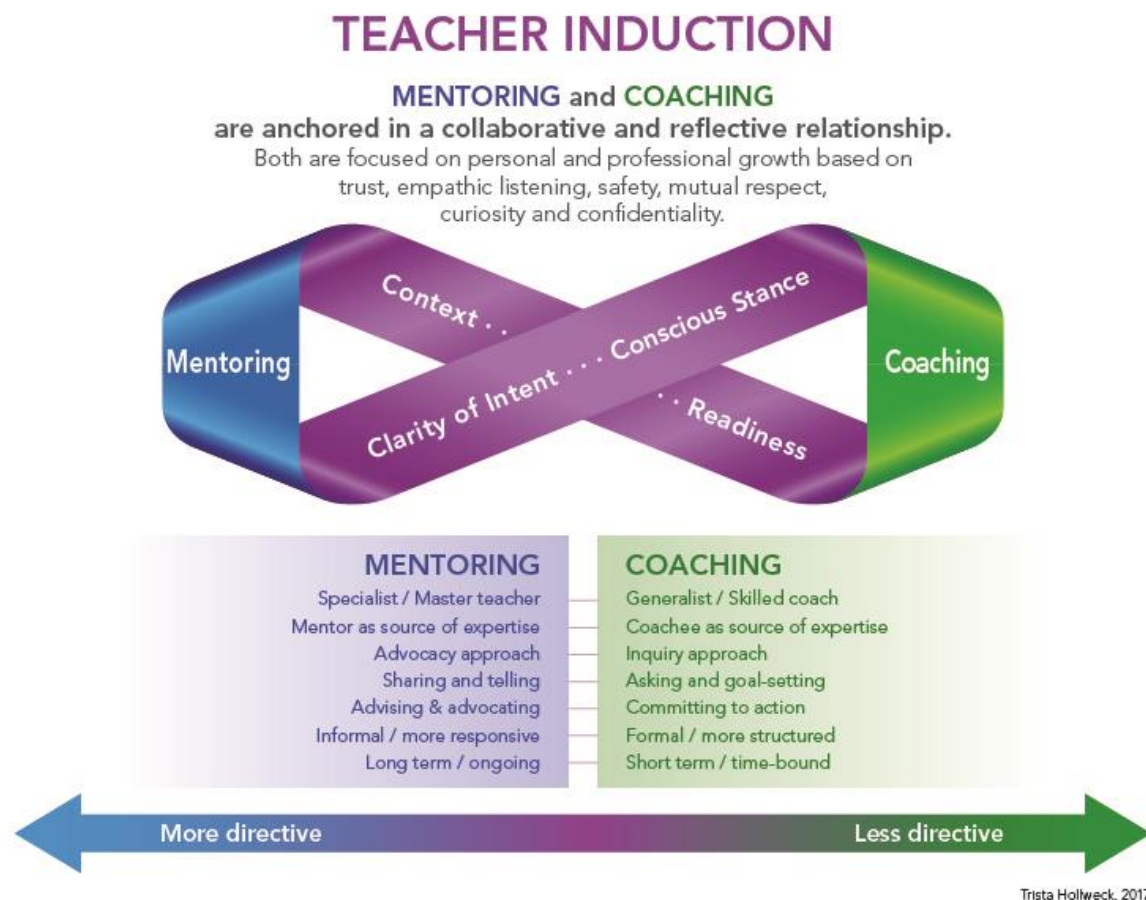 TEACHER INDUCTION
MENTORING and COACHING
are anchored in a collaborative and reflective relationship.
Both are focused on personal and professional growth based on
trust, empathic listening, safety, mutual respect,
curiosity and confidentiality.
Context . .
Clarity of Intent . . . Conscious Stance
. . Readiness
Mentoring
Coaching
MENTORING
Specialist / Master teacher
Mentor as source of expertise
Advocacy approach
Sharing and telling
Advising & advocating
Informal / more responsive
Long term / ongoing
COACHING
Generalist / Skilled coach
Coachee as source of expertise
Inquiry approach
Asking and goal-setting
Committing to action
Formal / more structured
Short term / time-bound
More directive
Less directive
Trista Hollweck, 2017